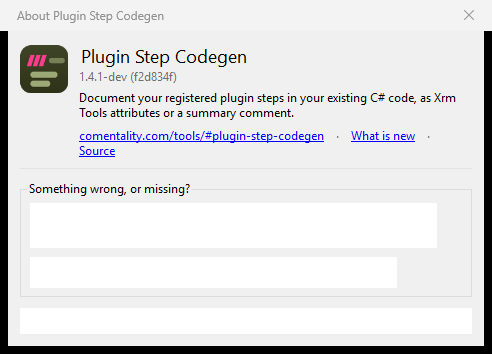 About Plugin Step Codegen
Plugin Step Codegen
1.4.1-dev (f2d834f)
Document your registered plugin steps in your existing C# code, as Xrm
Tools attributes or a summary comment.
comentality.com/tools/#plugin-step-codegen · What is new ·
Source
Something wrong, or missing?